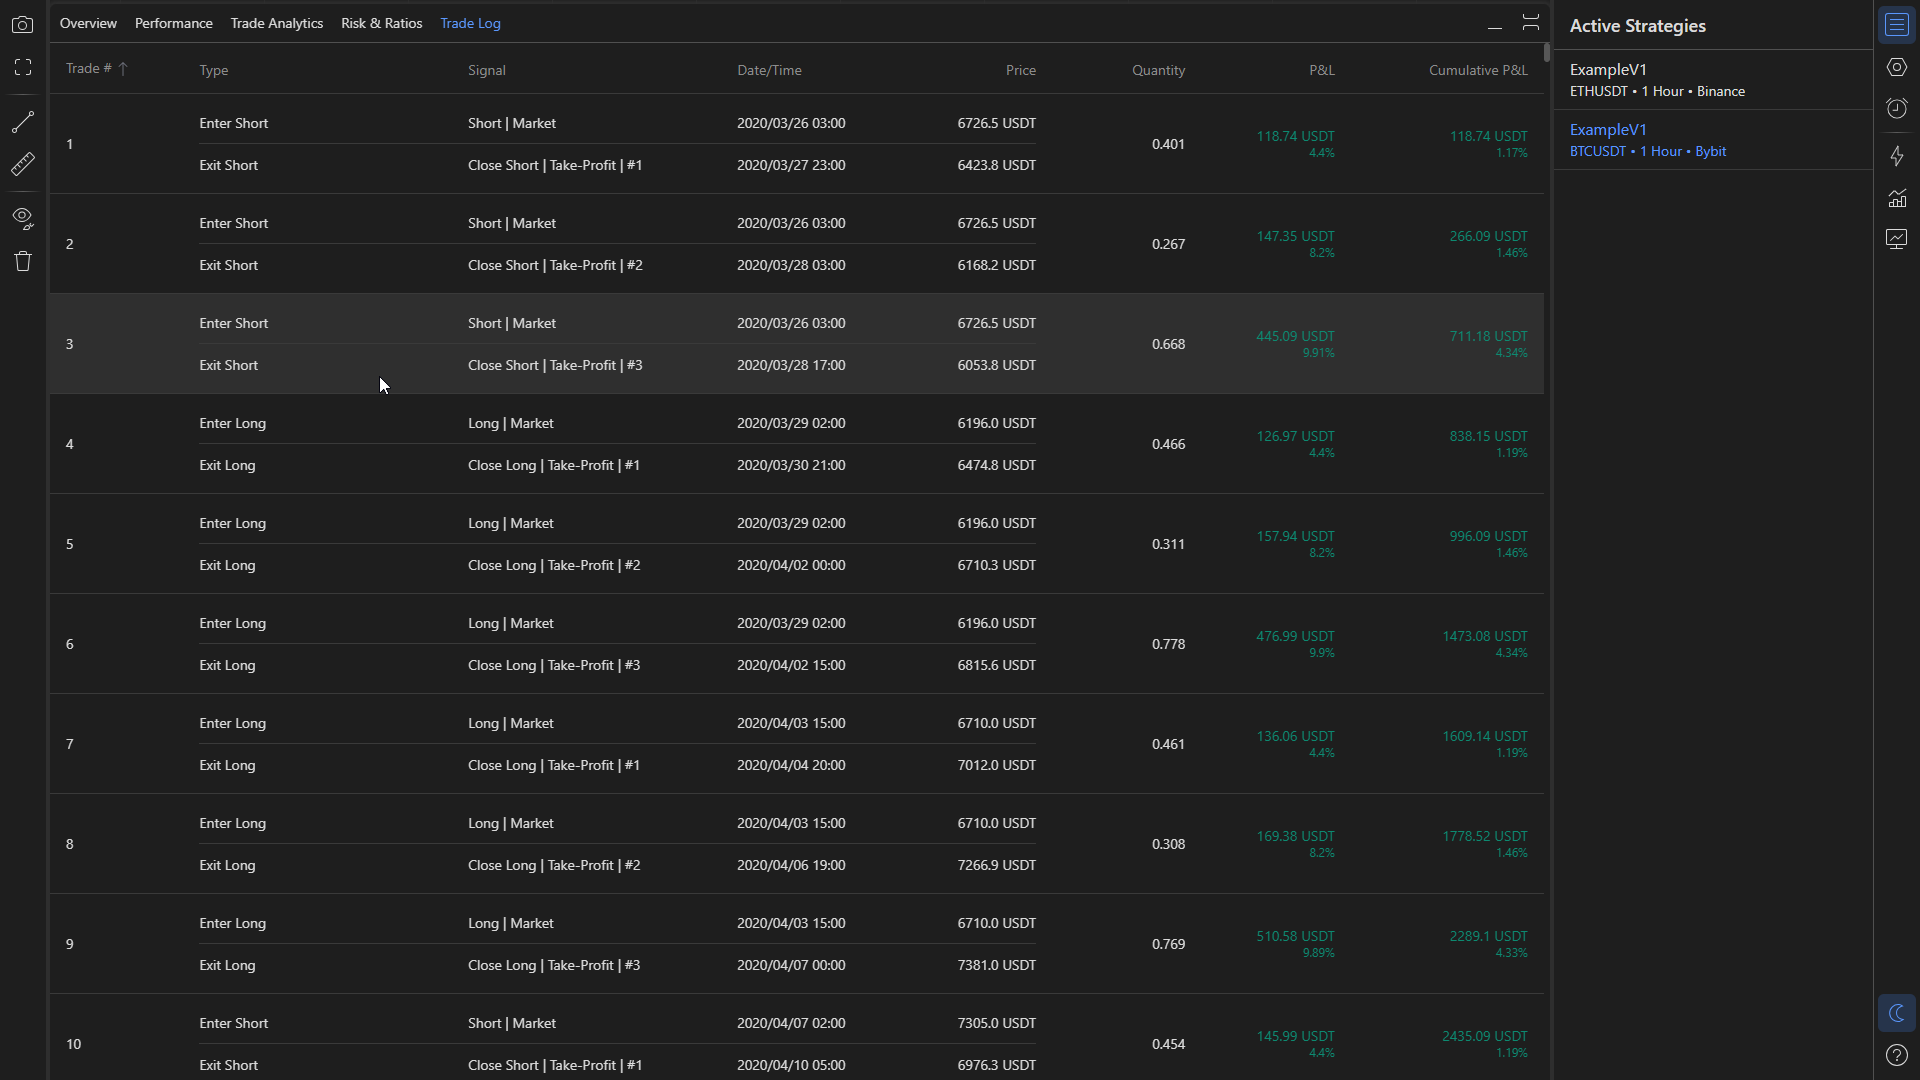 Overview Performance Trade Analytics Risk & Ratios Trade Log
Trade # Type Signal Date/Time Price Quantity P&L Cumulative P&L
1
Enter Short Short | Market 2020/03/26 03:00 6726.5 USDT
Exit Short Close Short | Take-Profit | #1 2020/03/27 23:00 6423.8 USDT
0.401
118.74 USDT
4.4%
118.74 USDT
1.17%
2
Enter Short Short | Market 2020/03/26 03:00 6726.5 USDT
Exit Short Close Short | Take-Profit | #2 2020/03/28 03:00 6168.2 USDT
0.267
147.35 USDT
8.2%
266.09 USDT
1.46%
3
Enter Short Short | Market 2020/03/26 03:00 6726.5 USDT
Exit Short Close Short | Take-Profit | #3 2020/03/28 17:00 6053.8 USDT
0.668
445.09 USDT
9.91%
711.18 USDT
4.34%
4
Enter Long Long | Market 2020/03/29 02:00 6196.0 USDT
Exit Long Close Long | Take-Profit | #1 2020/03/30 21:00 6474.8 USDT
0.466
126.97 USDT
4.4%
838.15 USDT
1.19%
5
Enter Long Long | Market 2020/03/29 02:00 6196.0 USDT
Exit Long Close Long | Take-Profit | #2 2020/04/02 00:00 6710.3 USDT
0.311
157.94 USDT
8.2%
996.09 USDT
1.46%
6
Enter Long Long | Market 2020/03/29 02:00 6196.0 USDT
Exit Long Close Long | Take-Profit | #3 2020/04/02 15:00 6815.6 USDT
0.778
476.99 USDT
9.9%
1473.08 USDT
4.34%
7
Enter Long Long | Market 2020/04/03 15:00 6710.0 USDT
Exit Long Close Long | Take-Profit | #1 2020/04/04 20:00 7012.0 USDT
0.461
136.06 USDT
4.4%
1609.14 USDT
1.19%
8
Enter Long Long | Market 2020/04/03 15:00 6710.0 USDT
Exit Long Close Long | Take-Profit | #2 2020/04/06 19:00 7266.9 USDT
0.308
169.38 USDT
8.2%
1778.52 USDT
1.46%
9
Enter Long Long | Market 2020/04/03 15:00 6710.0 USDT
Exit Long Close Long | Take-Profit | #3 2020/04/07 00:00 7381.0 USDT
0.769
510.58 USDT
9.89%
2289.1 USDT
4.33%
10
Enter Short Short | Market 2020/04/07 02:00 7305.0 USDT
Exit Short Close Short | Take-Profit | #1 2020/04/10 05:00 6976.3 USDT
0.454
145.99 USDT
4.4%
2435.09 USDT
1.19%
Active Strategies
ExampleV1
ETHUSDT • 1 Hour • Binance
ExampleV1
BTCUSDT • 1 Hour • Bybit